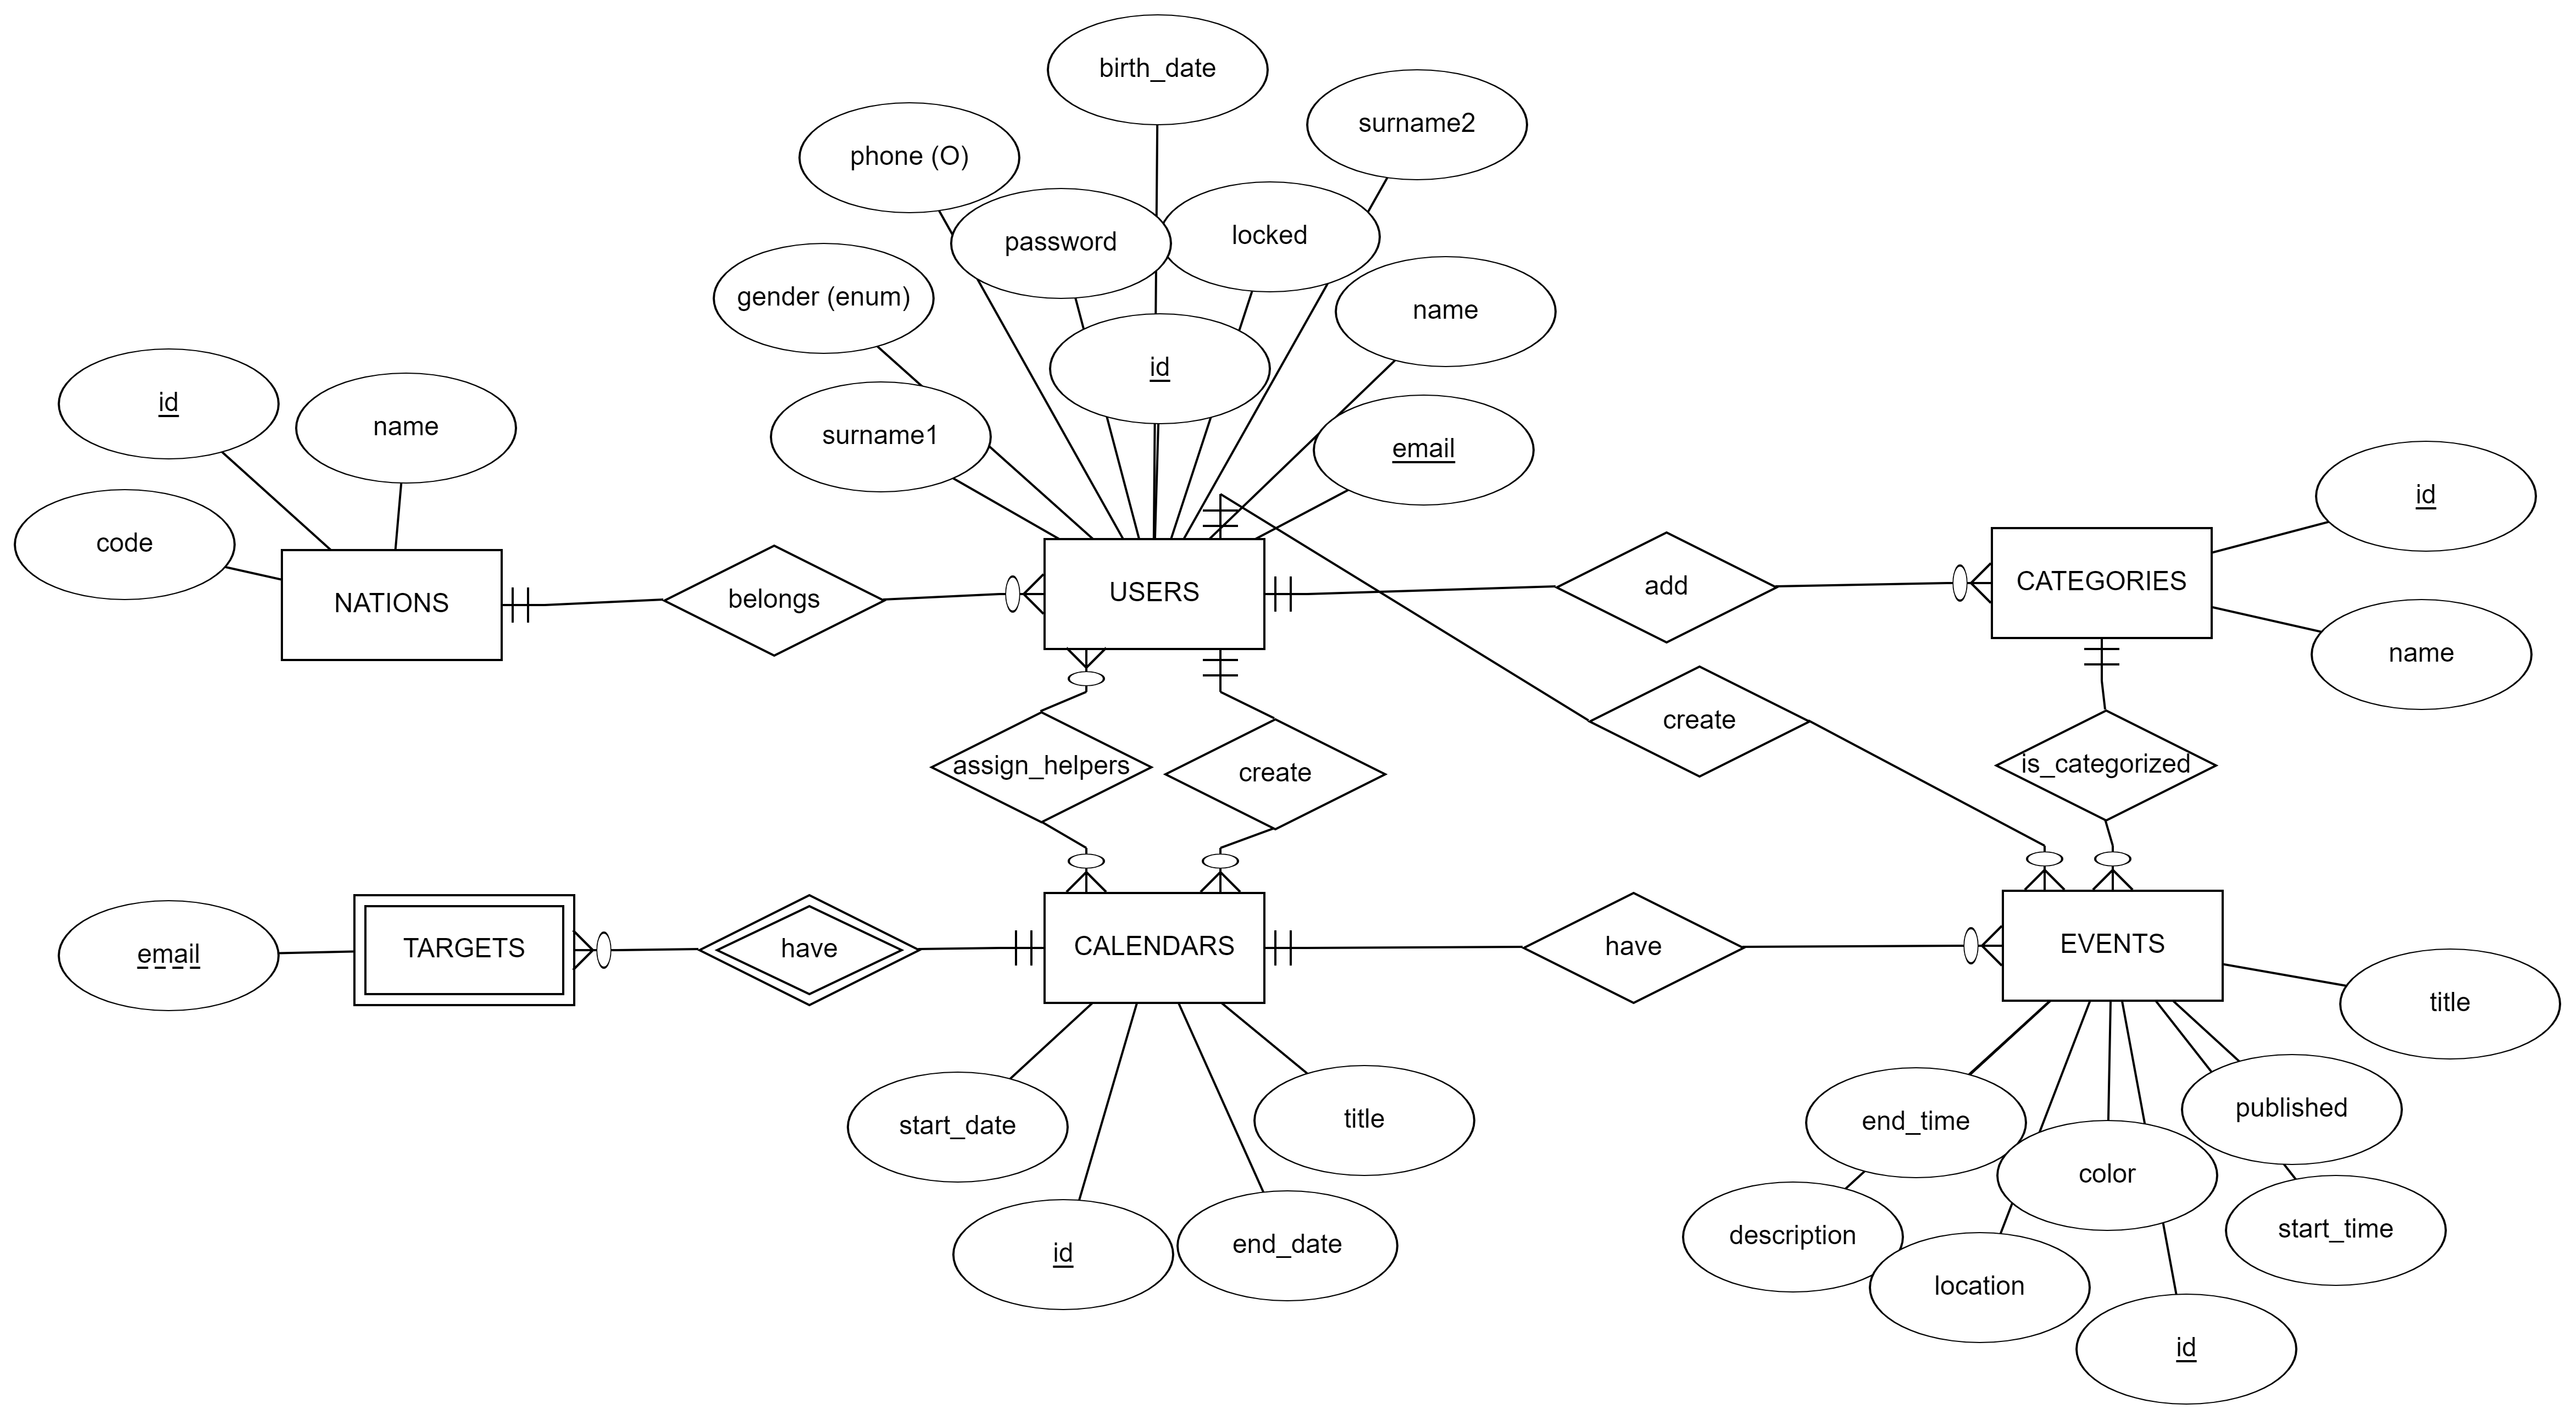 birth_date
surname2
phone (O)
locked
password
gender (enum)
name
id
id
name
surname1
email
id
code
CATEGORIES
USERS
NATIONS
belongs
add
name
create
assign_helpers
create
is_categorized
email
TARGETS
have
CALENDARS
have
EVENTS
title
start_date
title
end_time
published
color
description
start_time
id
end_date
location
id